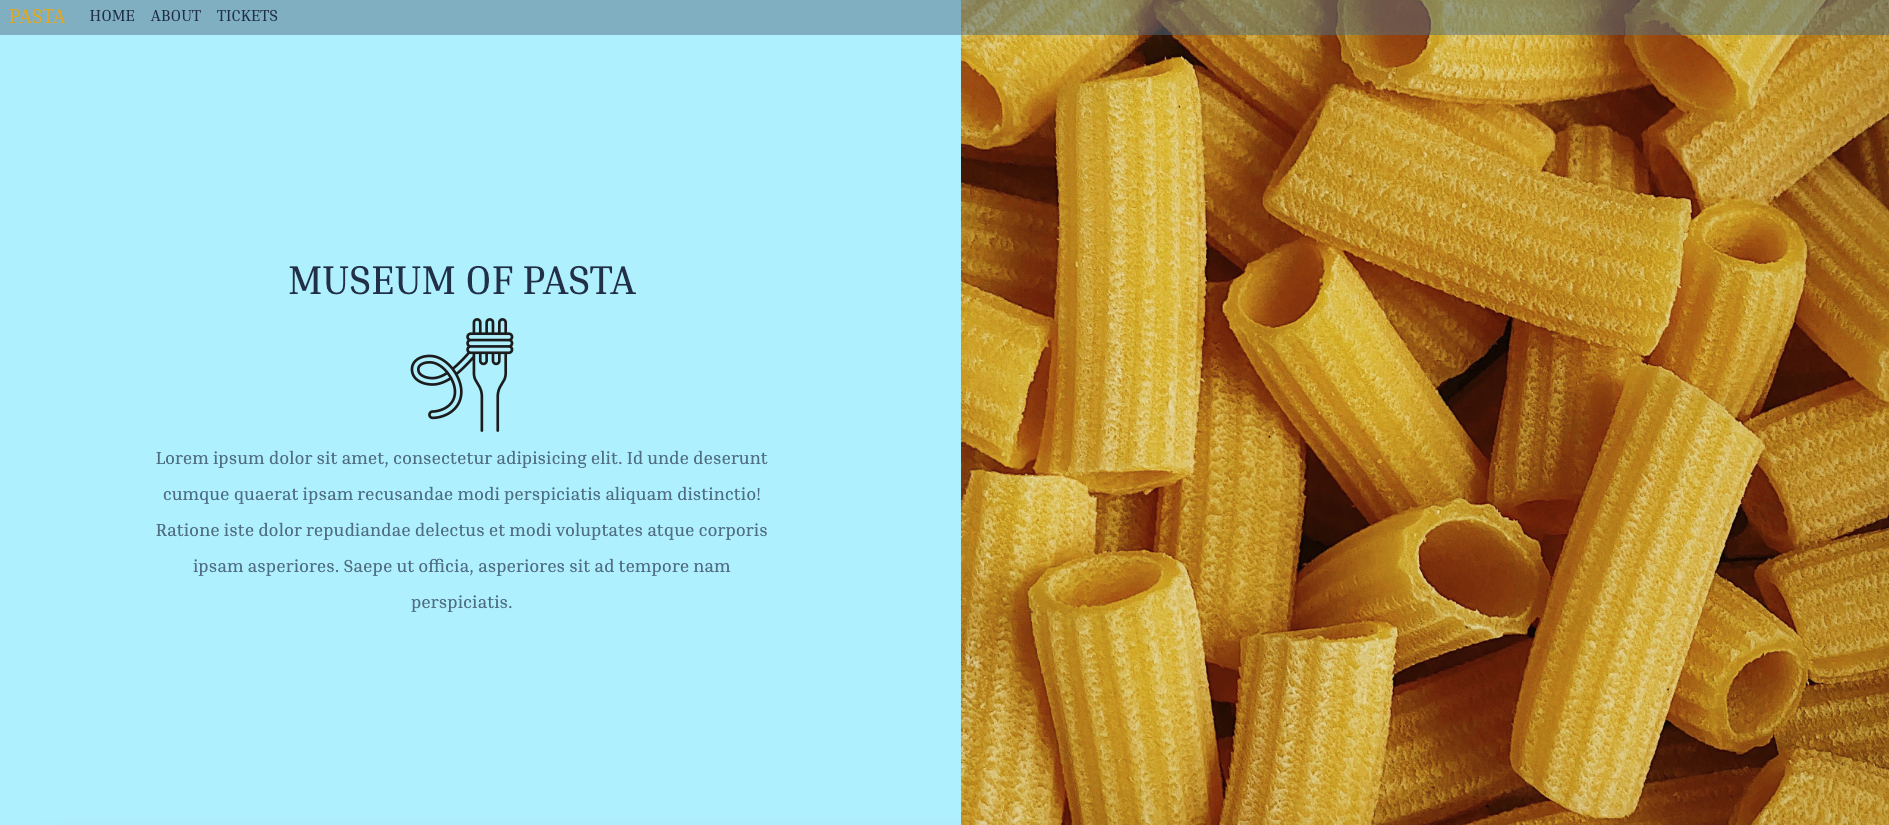 PASTA HOME ABOUT TICKETS
MUSEUM OF PASTA
Lorem ipsum dolor sit amet, consectetur adipisicing elit. Id unde deserunt
cumque quaerat ipsam recusandae modi perspiciatis aliquam distinctio!
Ratione iste dolor repudiandae delectus et modi voluptates atque corporis
ipsam asperiores. Saepe ut officia, asperiores sit ad tempore nam
perspiciatis.